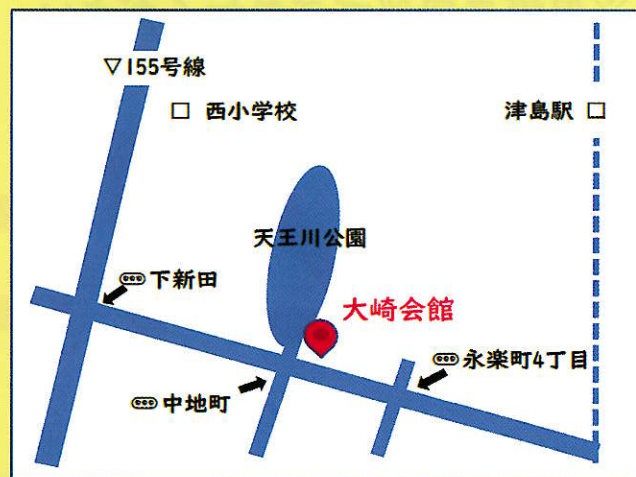 ▽155号線
□ 西小学校
津島駅 □
天王川公園
下新田
大崎会館
永楽町4丁目
中地町